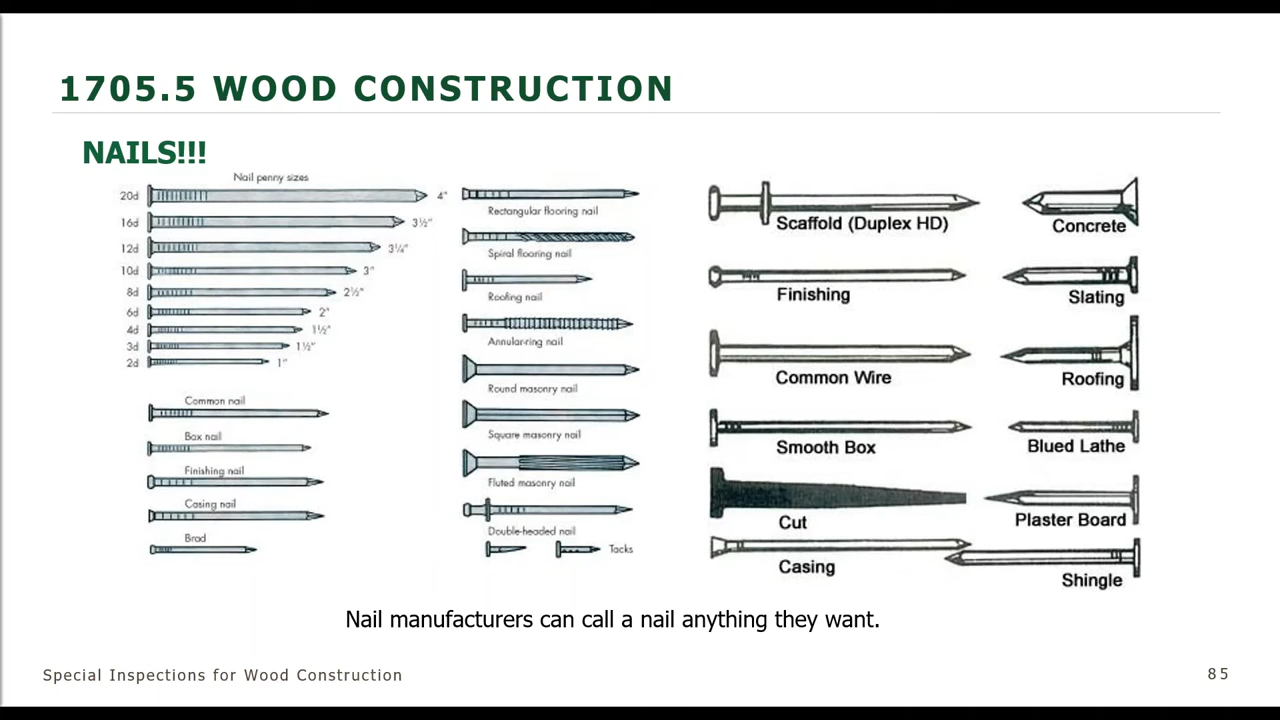 1705.5 WOOD CONSTRUCTION
NAILS!!!
Nail penny sizes
20d 4"
16d 3½"
12d 3¼"
10d 3"
8d 2½"
6d 2"
4d 1½"
3d 1½"
2d 1"
Common nail
Box nail
Finishing nail
Casing nail
Brad
Rectangular flooring nail
Spiral flooring nail
Roofing nail
Annular-ring nail
Round masonry nail
Square masonry nail
Fluted masonry nail
Double-headed nail
Tacks
Scaffold (Duplex HD)
Finishing
Common Wire
Smooth Box
Cut
Casing
Concrete
Slating
Roofing
Blued Lathe
Plaster Board
Shingle
Nail manufacturers can call a nail anything they want.
Special Inspections for Wood Construction
85